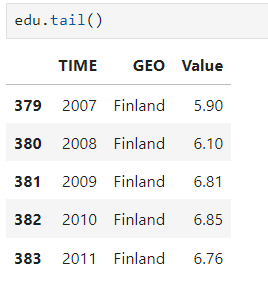 edu.tail()
TIME GEO Value
379 2007 Finland 5.90
380 2008 Finland 6.10
381 2009 Finland 6.81
382 2010 Finland 6.85
383 2011 Finland 6.76